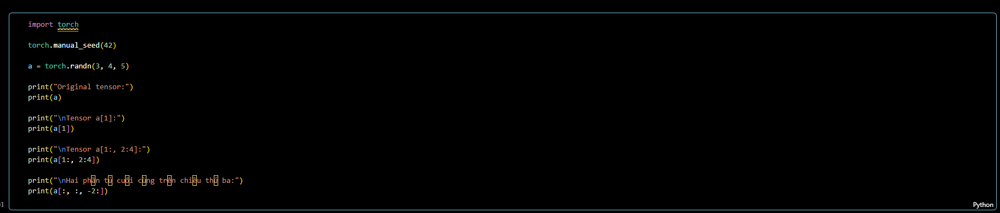 import torch
torch.manual_seed(42)
a = torch.randn(3, 4, 5)
print("Original tensor:")
print(a)
print("\nTensor a[1]:")
print(a[1])
print("\nTensor a[1:, 2:4]:")
print(a[1:, 2:4])
print("\nHai phần tử cuối cùng trên chiều thứ ba:")
print(a[:, :, -2:])
Python